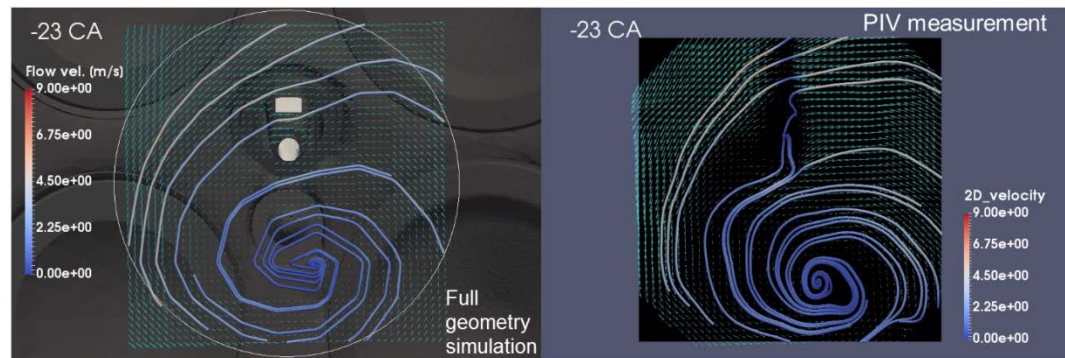 -23 CA
Flow vel. (m/s)
9.00e+00
6.75e+00
4.50e+00
2.25e+00
0.00e+00
Full
geometry
simulation
-23 CA
PIV measurement
2D_velocity
9.00e+00
6.75e+00
4.50e+00
2.25e+00
0.00e+00